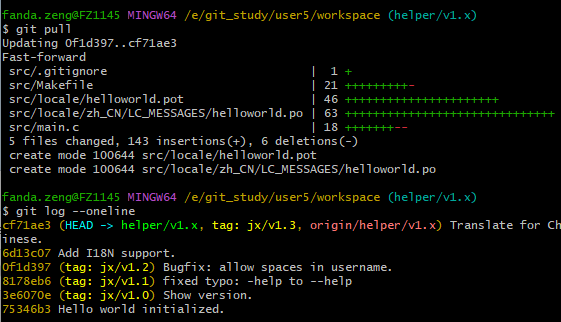 fanda.zeng@FZ1145 MINGW64 /e/git_study/user5/workspace (helper/v1.x)
$ git pull
Updating 0f1d397..cf71ae3
Fast-forward
 src/.gitignore | 1 +
 src/Makefile | 21 +++++++++-
 src/locale/helloworld.pot | 46 ++++++++++++++++++++++
 src/locale/zh_CN/LC_MESSAGES/helloworld.po | 63 ++++++++++++++++++++++++++++++
 src/main.c | 18 +++++++--
 5 files changed, 143 insertions(+), 6 deletions(-)
 create mode 100644 src/locale/helloworld.pot
 create mode 100644 src/locale/zh_CN/LC_MESSAGES/helloworld.po
fanda.zeng@FZ1145 MINGW64 /e/git_study/user5/workspace (helper/v1.x)
$ git log --oneline
cf71ae3 (HEAD -> helper/v1.x, tag: jx/v1.3, origin/helper/v1.x) Translate for Ch
inese.
6d13c07 Add I18N support.
0f1d397 (tag: jx/v1.2) Bugfix: allow spaces in username.
8178eb6 (tag: jx/v1.1) fixed typo: -help to --help
3e6070e (tag: jx/v1.0) Show version.
75346b3 Hello world initialized.